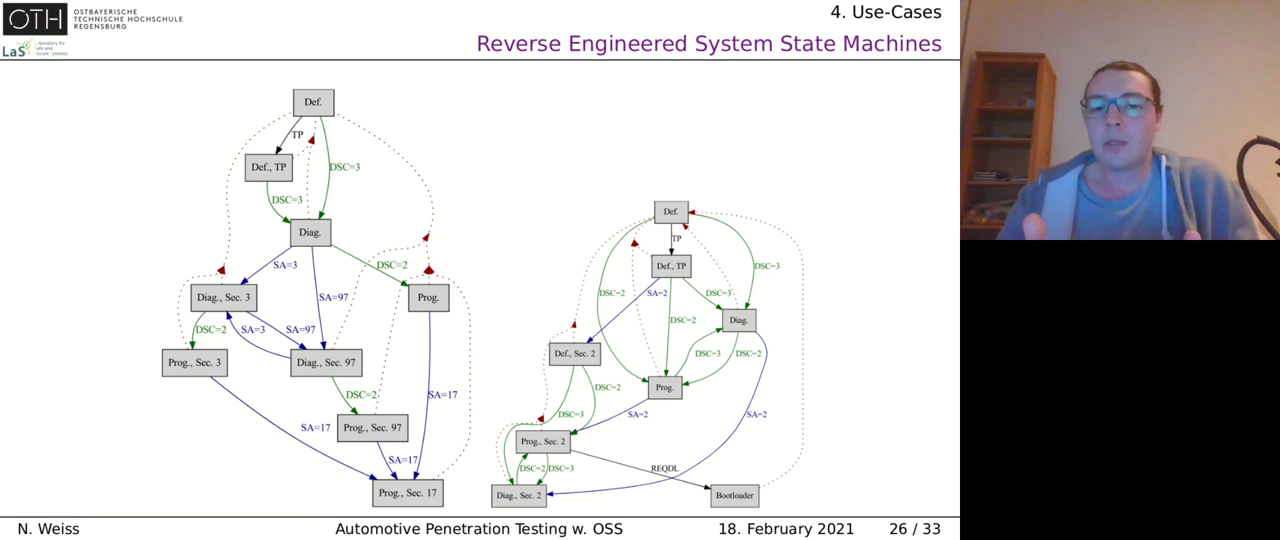 OTH
OSTBAYERISCHE
TECHNISCHE HOCHSCHULE
REGENSBURG
LaS
4. Use-Cases
Reverse Engineered System State Machines
Def.
TP
Def., TP
DSC=3
DSC=3
Diag.
SA=3
SA=97
DSC=2
Diag., Sec. 3
Prog.
DSC=2
SA=3
SA=97
Prog., Sec. 3
Diag., Sec. 97
DSC=2
SA=17
SA=17
Prog., Sec. 97
SA=17
Prog., Sec. 17
Def.
TP
Def., TP
DSC=3
DSC=2
SA=2
DSC=3
DSC=2
Diag.
Def., Sec. 2
DSC=3
DSC=2
DSC=2
Prog.
DSC=3
SA=2
SA=2
Prog., Sec. 2
DSC=2
DSC=3
REQDL
Diag., Sec. 2
Bootloader
N. Weiss
Automotive Penetration Testing w. OSS
18. February 2021
26 / 33